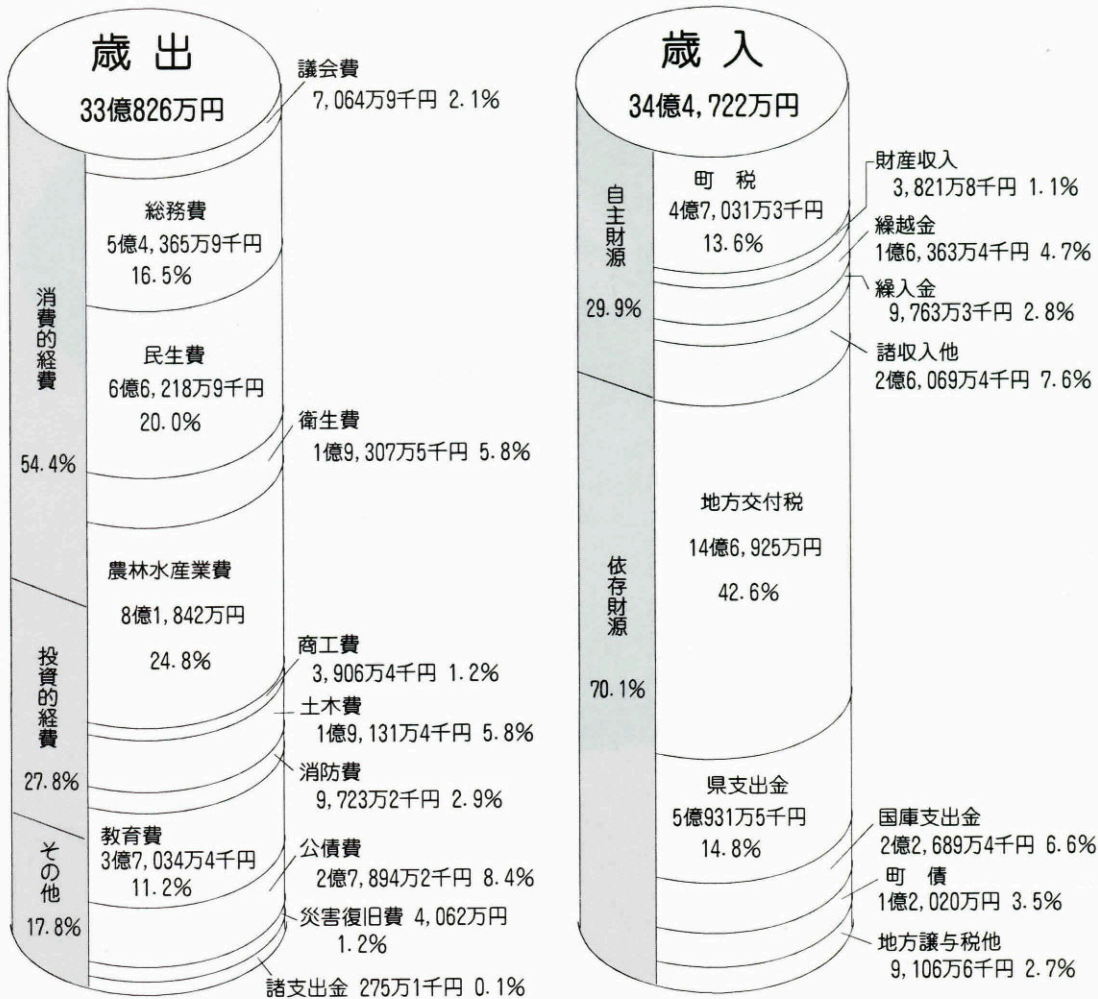 歳出
33億826万円
議会費
7,064万9千円 2.1%
総務費
5億4,365万9千円
16.5%
民生費
6億6,218万9千円
20.0%
衛生費
1億9,307万5千円 5.8%
農林水産業費
8億1,842万円
24.8%
商工費
3,906万4千円 1.2%
土木費
1億9,131万4千円 5.8%
消防費
9,723万2千円 2.9%
教育費
3億7,034万4千円
11.2%
公債費
2億7,894万2千円 8.4%
災害復旧費 4,062万円
1.2%
諸支出金 275万1千円 0.1%
消費的経費
54.4%
投資的経費
27.8%
その他
17.8%
歳入
34億4,722万円
自主財源
29.9%
依存財源
70.1%
町税
4億7,031万3千円
13.6%
財産収入
3,821万8千円 1.1%
繰越金
1億6,363万4千円 4.7%
繰入金
9,763万3千円 2.8%
諸収入他
2億6,069万4千円 7.6%
地方交付税
14億6,925万円
42.6%
県支出金
5億931万5千円
14.8%
国庫支出金
2億2,689万4千円 6.6%
町債
1億2,020万円 3.5%
地方譲与税他
9,106万6千円 2.7%